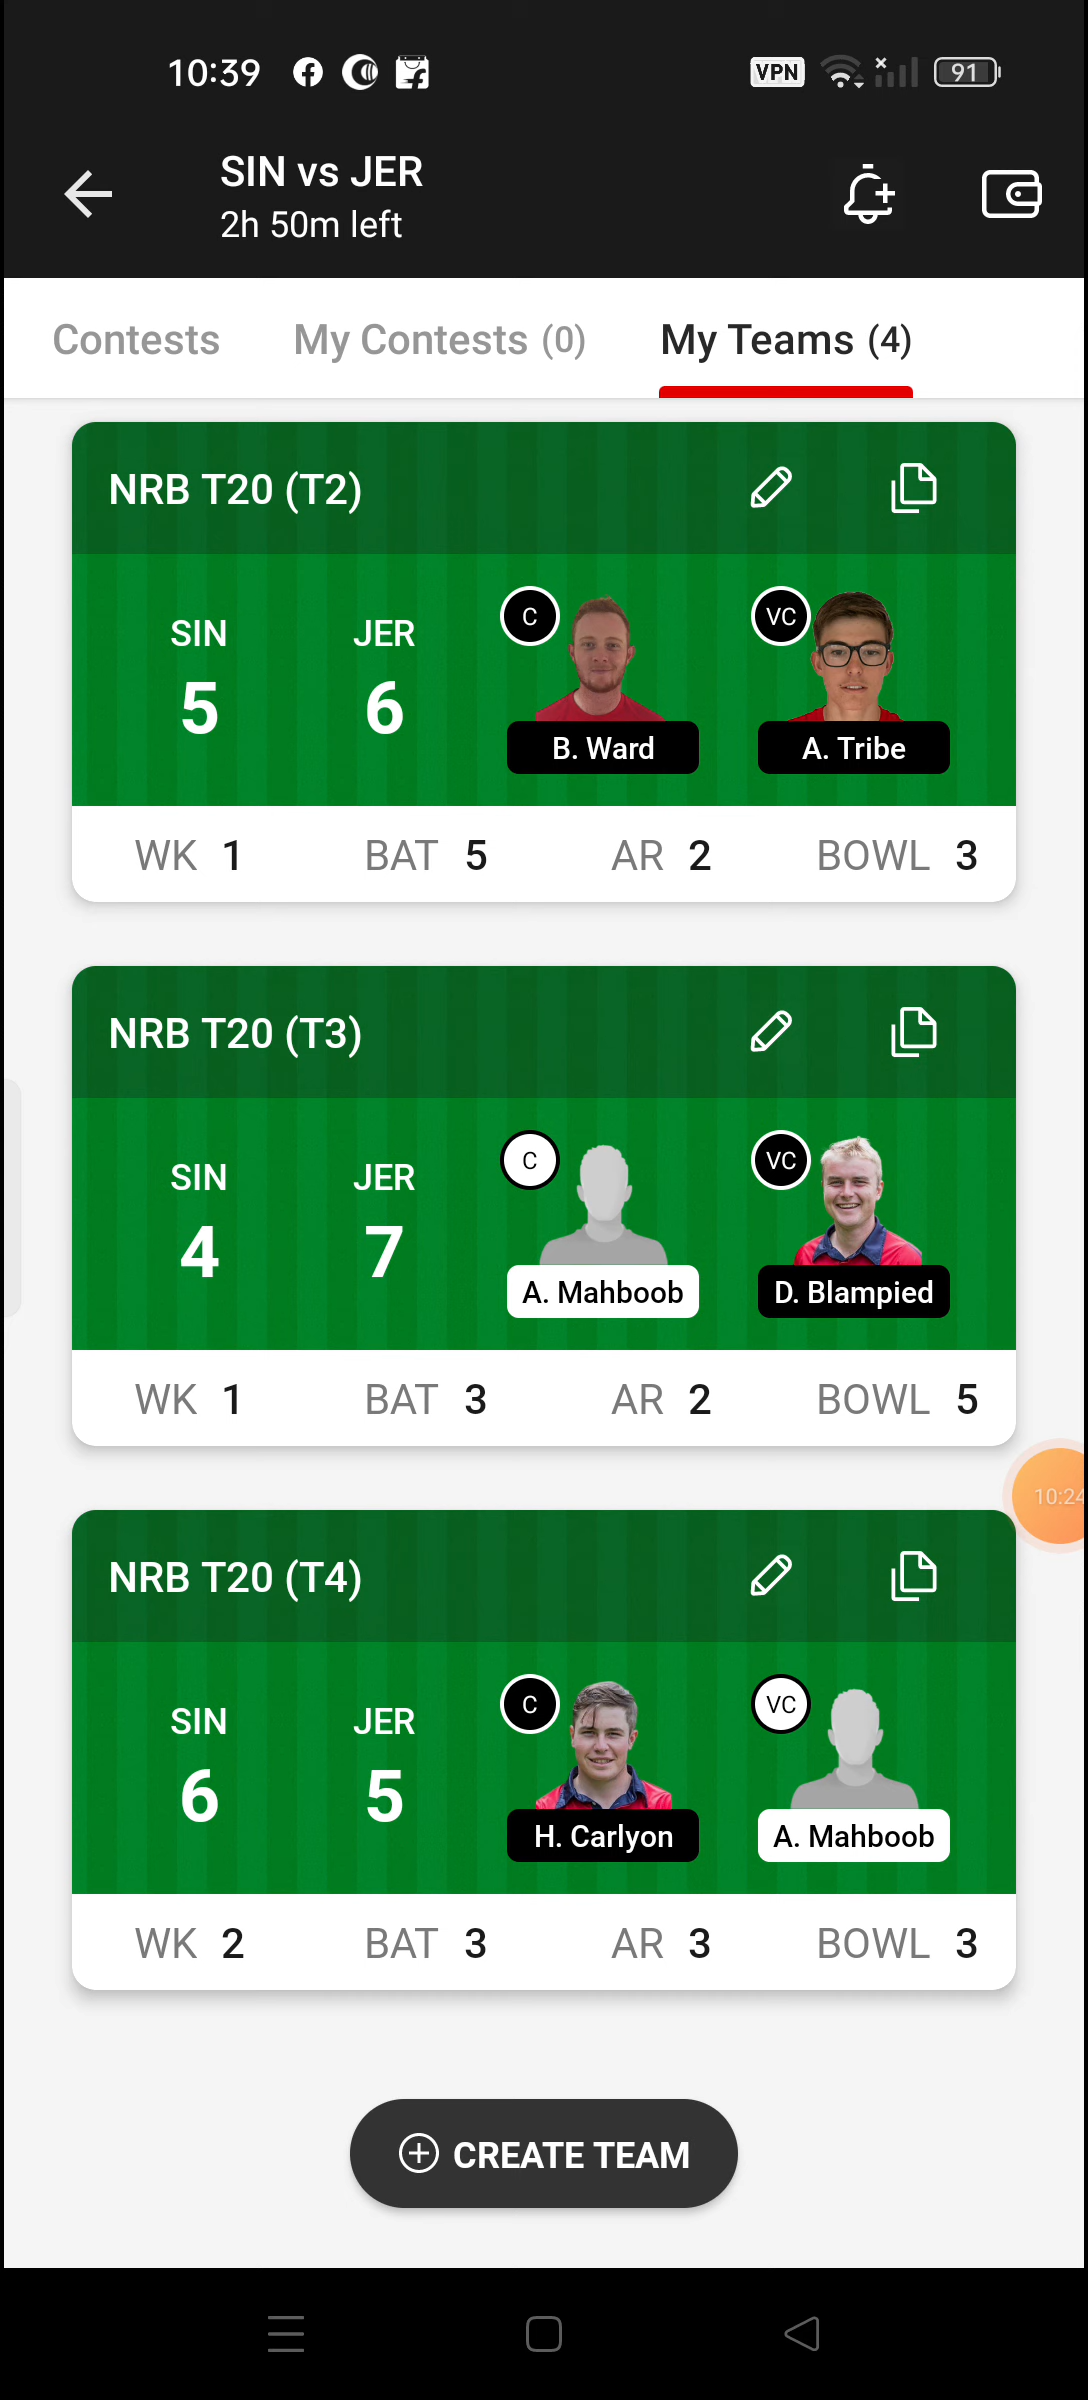 10:39
VPN
91
SIN vs JER
2h 50m left
Contests
My Contests (0)
My Teams (4)
NRB T20 (T2)
SIN
JER
5
6
C
VC
B. Ward
A. Tribe
WK 1
BAT 5
AR 2
BOWL 3
NRB T20 (T3)
SIN
JER
4
7
C
VC
A. Mahboob
D. Blampied
WK 1
BAT 3
AR 2
BOWL 5
10:24
NRB T20 (T4)
SIN
JER
6
5
C
VC
H. Carlyon
A. Mahboob
WK 2
BAT 3
AR 3
BOWL 3
CREATE TEAM